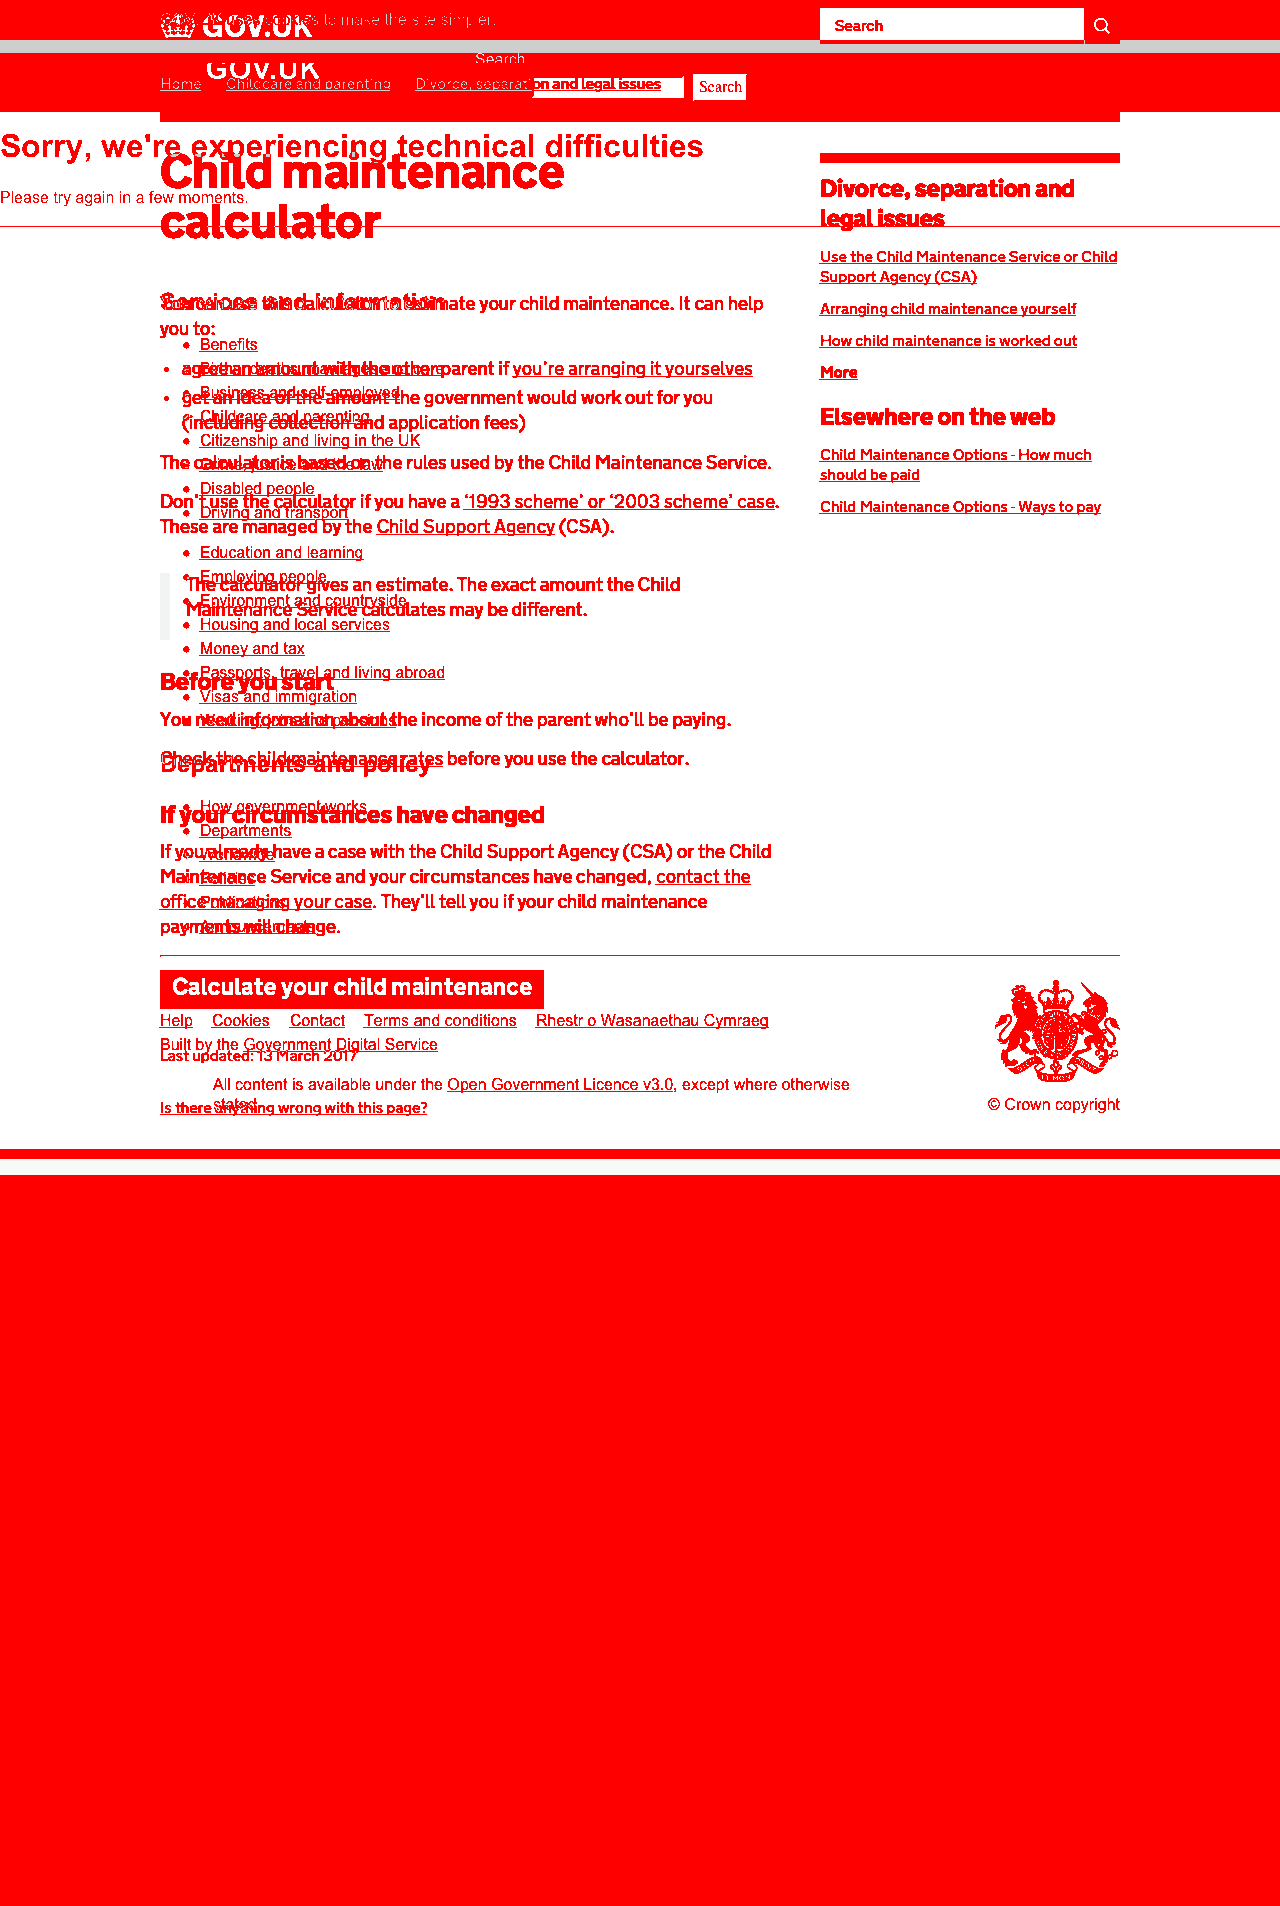 GOV.UK uses cookies to make the site simpler.
GOV.UK
Search
Search
GOV.UK
Home Childcare and parenting Divorce, separation and legal issues
Search
Sorry, we're experiencing technical difficulties
Please try again in a few moments.
Child maintenance
calculator
Services and information
You can use this calculator to estimate your child maintenance. It can help
you to:
Benefits
agree an amount with the other parent if you're arranging it yourselves
Business and self-employed
get an idea of the amount the government would work out for you
Childcare and parenting
(including collection and application fees)
Citizenship and living in the UK
The calculator is based on the rules used by the Child Maintenance Service.
Crime, justice and the law
Disabled people
Don't use the calculator if you have a ‘1993 scheme’ or ‘2003 scheme’ case.
Driving and transport
These are managed by the Child Support Agency (CSA).
Education and learning
Employing people
The calculator gives an estimate. The exact amount the Child
Environment and countryside
Maintenance Service calculates may be different.
Housing and local services
Money and tax
Passports, travel and living abroad
Before you start
Visas and immigration
You need information about the income of the parent who'll be paying.
Check the child maintenance rates before you use the calculator.
Departments and policy
How government works
If your circumstances have changed
Departments
If you already have a case with the Child Support Agency (CSA) or the Child
Worldwide
Maintenance Service and your circumstances have changed, contact the
Policies
office managing your case. They'll tell you if your child maintenance
Publications
payments will change.
Announcements
Calculate your child maintenance
Help Cookies Contact Terms and conditions Rhestr o Wasanaethau Cymraeg
Built by the Government Digital Service
Last updated: 13 March 2017
All content is available under the Open Government Licence v3.0, except where otherwise
stated
Is there anything wrong with this page?
© Crown copyright
Divorce, separation and
legal issues
Use the Child Maintenance Service or Child
Support Agency (CSA)
Arranging child maintenance yourself
How child maintenance is worked out
More
Elsewhere on the web
Child Maintenance Options - How much
should be paid
Child Maintenance Options - Ways to pay